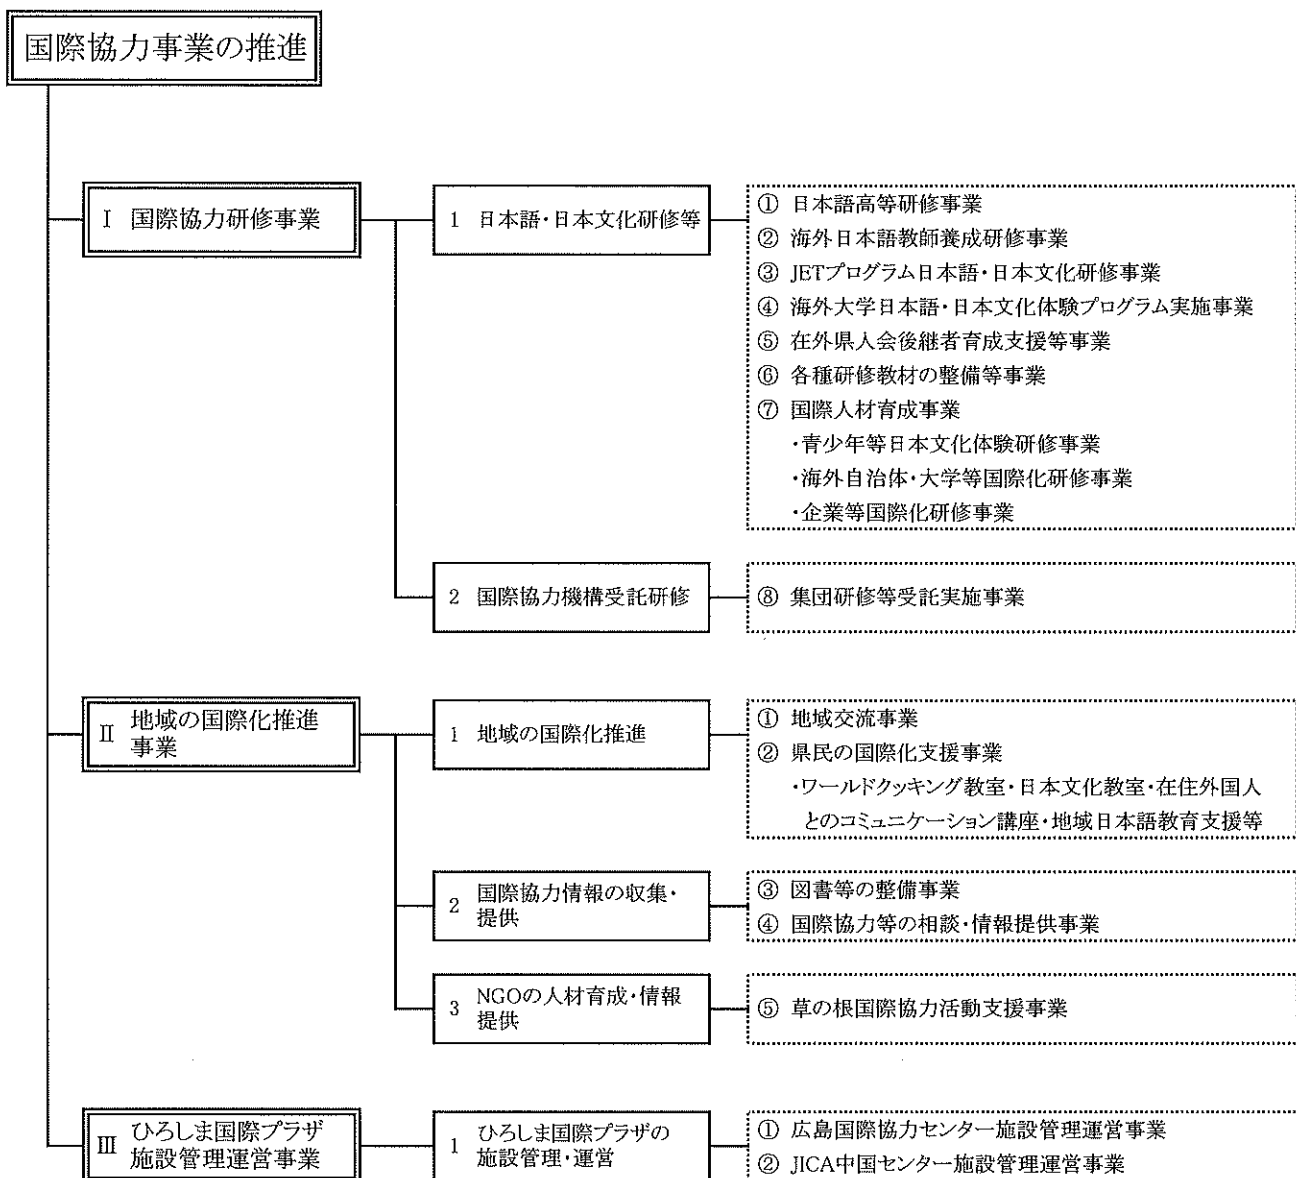 国際協力事業の推進
Ⅰ 国際協力研修事業
1 日本語・日本文化研修等
① 日本語高等研修事業
② 海外日本語教師養成研修事業
③ JETプログラム日本語・日本文化研修事業
④ 海外大学日本語・日本文化体験プログラム実施事業
⑤ 在外県人会後継者育成支援等事業
⑥ 各種研修教材の整備等事業
⑦ 国際人材育成事業
・青少年等日本文化体験研修事業
・海外自治体・大学等国際化研修事業
・企業等国際化研修事業
2 国際協力機構受託研修
⑧ 集団研修等受託実施事業
Ⅱ 地域の国際化推進
事業
1 地域の国際化推進
① 地域交流事業
② 県民の国際化支援事業
・ワールドクッキング教室・日本文化教室・在住外国人
とのコミュニケーション講座・地域日本語教育支援等
2 国際協力情報の収集・
提供
③ 図書等の整備事業
④ 国際協力等の相談・情報提供事業
3 NGOの人材育成・情報
提供
⑤ 草の根国際協力活動支援事業
Ⅲ ひろしま国際プラザ
施設管理運営事業
1 ひろしま国際プラザの
施設管理・運営
① 広島国際協力センター施設管理運営事業
② JICA中国センター施設管理運営事業